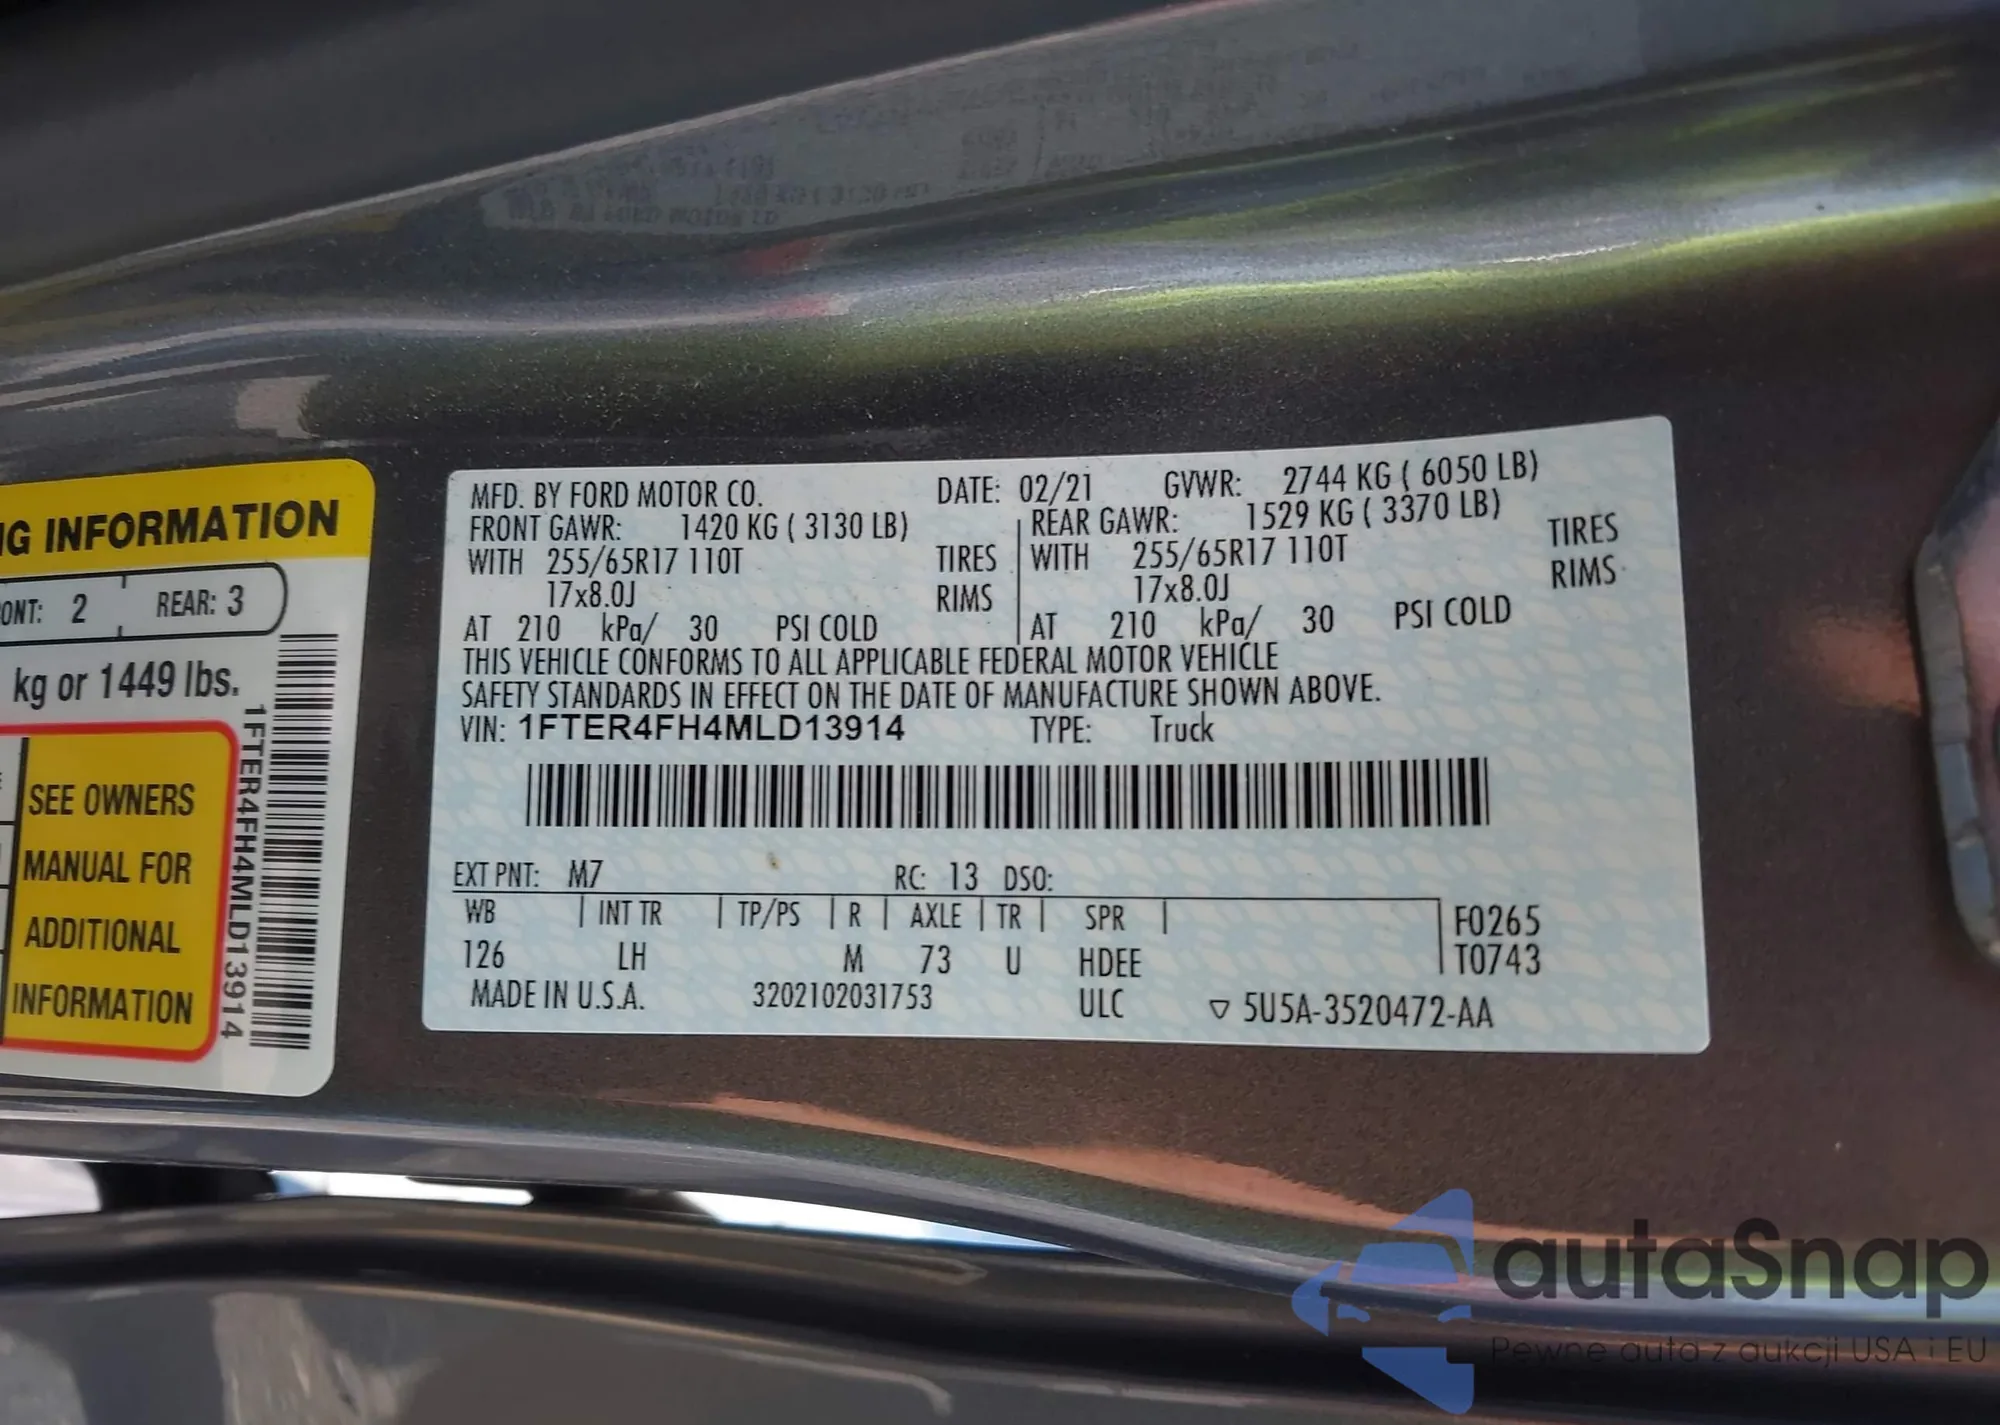 NG INFORMATION
ONT: 2 REAR: 3
kg or 1449 lbs.
SEE OWNERS
MANUAL FOR
ADDITIONAL
INFORMATION
1FTER4FH4MLD13914
MFD. BY FORD MOTOR CO. DATE: 02/21 GVWR: 2744 KG ( 6050 LB)
FRONT GAWR: 1420 KG ( 3130 LB) REAR GAWR: 1529 KG ( 3370 LB)
WITH 255/65R17 110T TIRES WITH 255/65R17 110T TIRES
17x8.0J RIMS 17x8.0J RIMS
AT 210 kPa/ 30 PSI COLD AT 210 kPa/ 30 PSI COLD
THIS VEHICLE CONFORMS TO ALL APPLICABLE FEDERAL MOTOR VEHICLE
SAFETY STANDARDS IN EFFECT ON THE DATE OF MANUFACTURE SHOWN ABOVE.
VIN: 1FTER4FH4MLD13914 TYPE: Truck
EXT PNT: M7 RC: 13 DSO:
WB INT TR TP/PS R AXLE TR SPR F0265
126 LH M 73 U HDEE T0743
MADE IN U.S.A. 3202102031753 ULC ▽ 5U5A-3520472-AA
autaSnap
Pewne auta z aukcji USA i EU